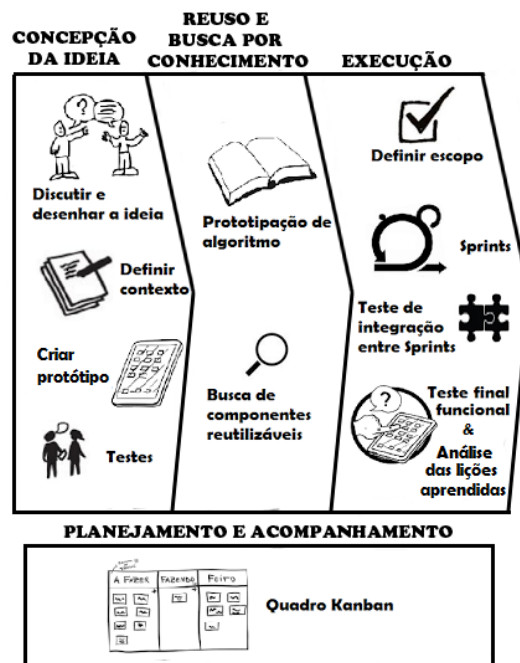 CONCEPÇÃO
DA IDEIA
REUSO E
BUSCA POR
CONHECIMENTO
EXECUÇÃO
?
Discutir e
desenhar a ideia
Definir
contexto
Criar
protótipo
Testes
Prototipação de
algoritmo
Busca de
componentes
reutilizáveis
Definir escopo
Sprints
Teste de
integração
entre Sprints
?
Teste final
funcional
&
Análise
das lições
aprendidas
PLANEJAMENTO E ACOMPANHAMENTO
A FAZER
FAZENDO
FEITO
Quadro Kanban